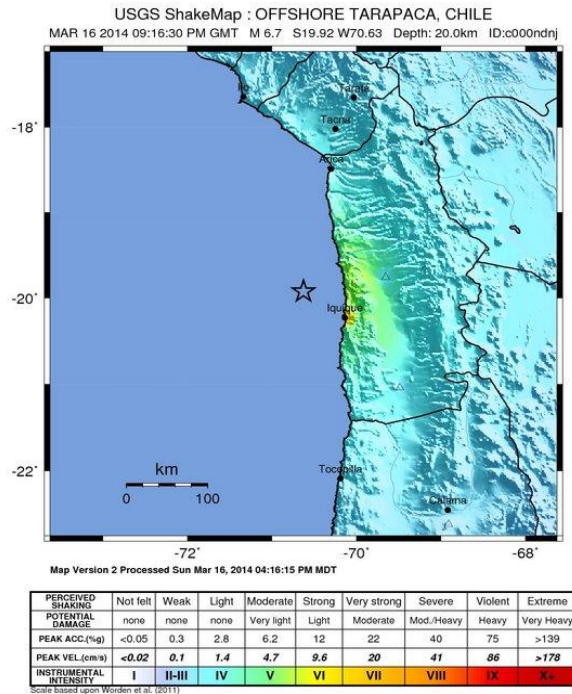 USGS ShakeMap : OFFSHORE TARAPACA, CHILE
MAR 16 2014 09:16:30 PM GMT M 6.7 S19.92 W70.63 Depth: 20.0km ID:c000ndnj
Ilo
Tarata
-18°
Tacna
Arica
-20°
Iquique
-22°
km
0 100
Tocopilla
Calama
-72° -70° -68°
Map Version 2 Processed Sun Mar 16, 2014 04:16:15 PM MDT
PERCEIVED SHAKING Not felt Weak Light Moderate Strong Very strong Severe Violent Extreme
POTENTIAL DAMAGE none none none Very light Light Moderate Mod./Heavy Heavy Very Heavy
PEAK ACC.(%g) <0.05 0.3 2.8 6.2 12 22 40 75 >139
PEAK VEL.(cm/s) <0.02 0.1 1.4 4.7 9.6 20 41 86 >178
INSTRUMENTAL INTENSITY I II-III IV V VI VII VIII IX X+
Scale based upon Worden et al. (2011)